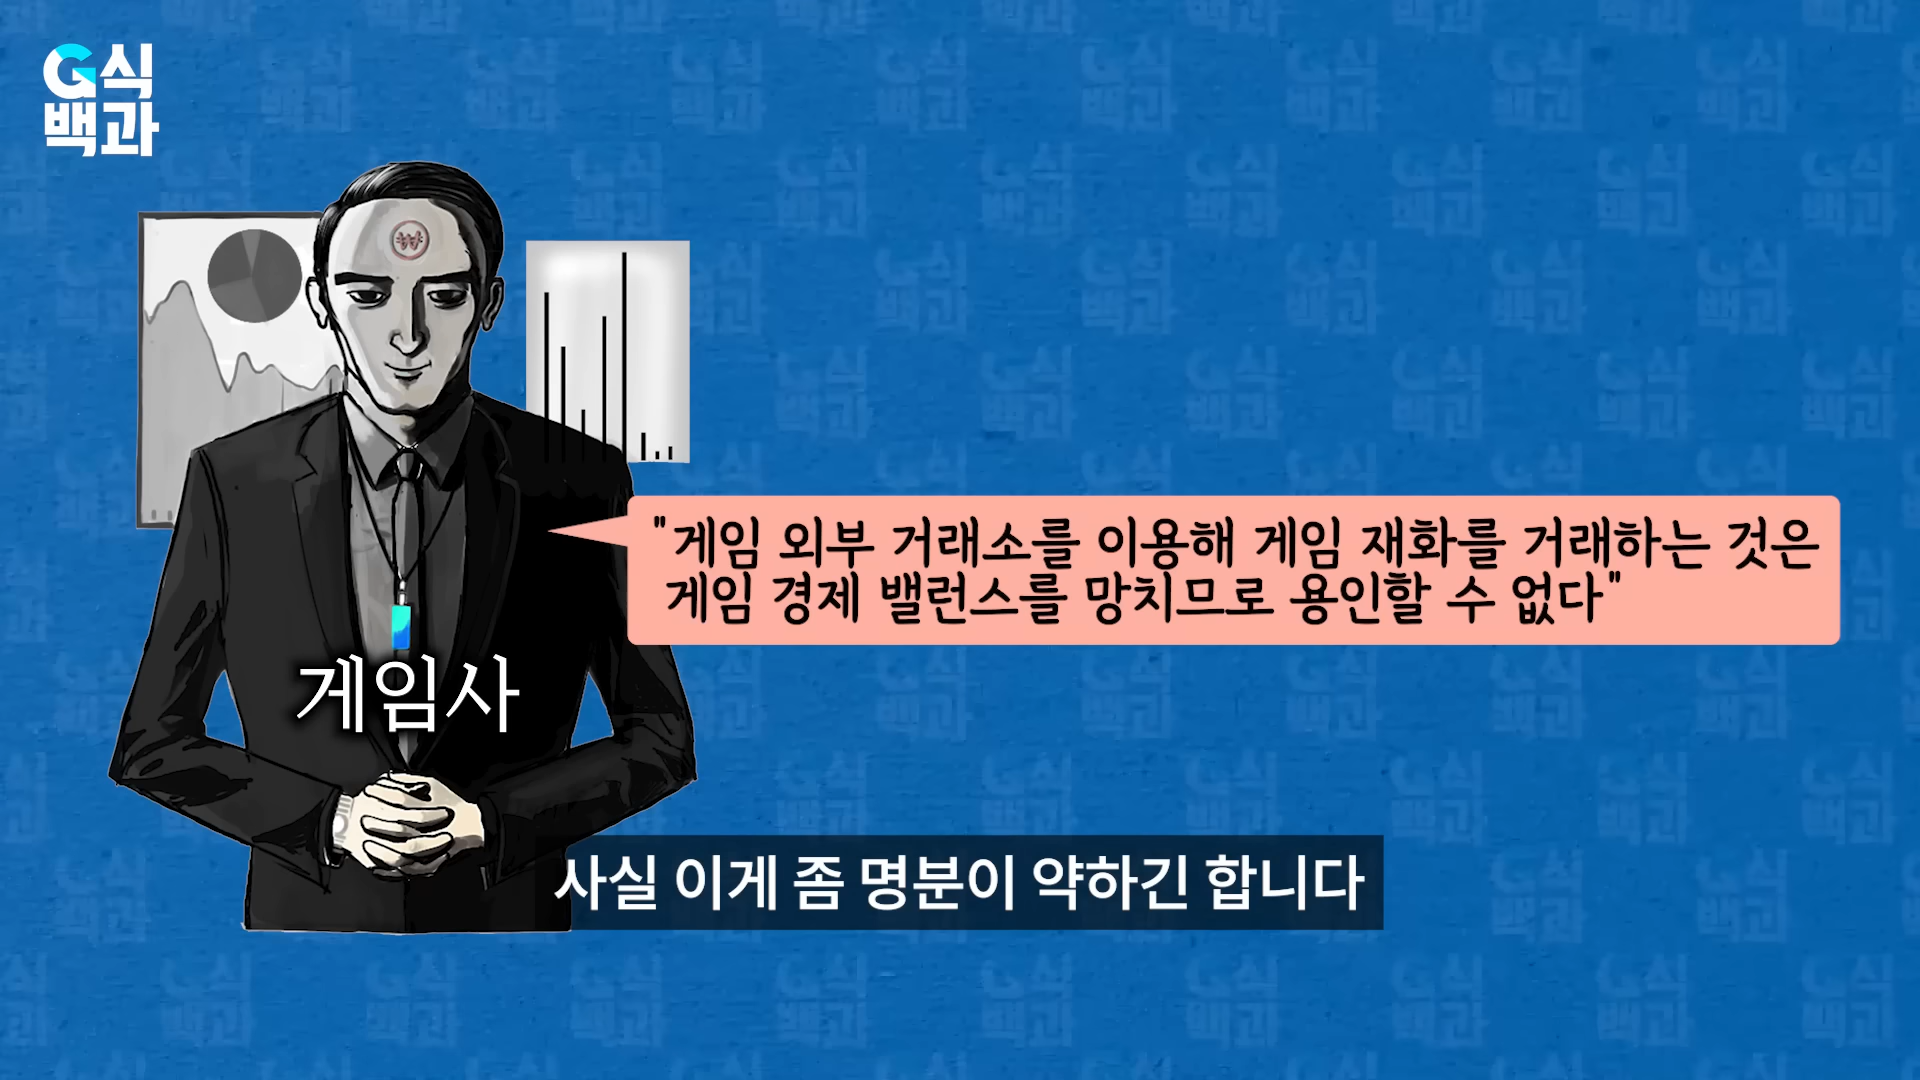 G식
백과
₩
"게임 외부 거래소를 이용해 게임 재화를 거래하는 것은
게임 경제 밸런스를 망치므로 용인할 수 없다"
게임사
사실 이게 좀 명분이 약하긴 합니다